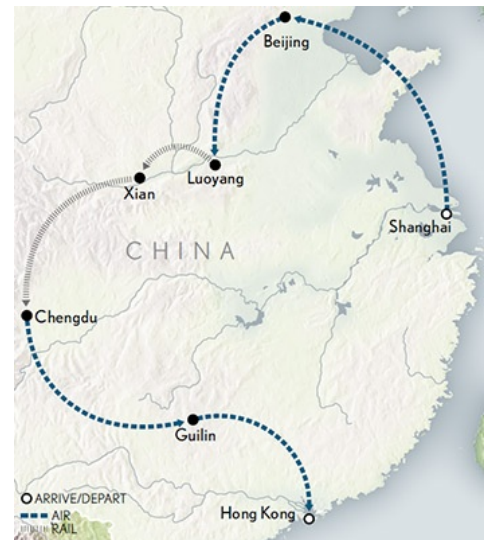 Beijing
Luoyang
Xian
Shanghai
CHINA
Chengdu
Guilin
Hong Kong
ARRIVE/DEPART
AIR
RAIL